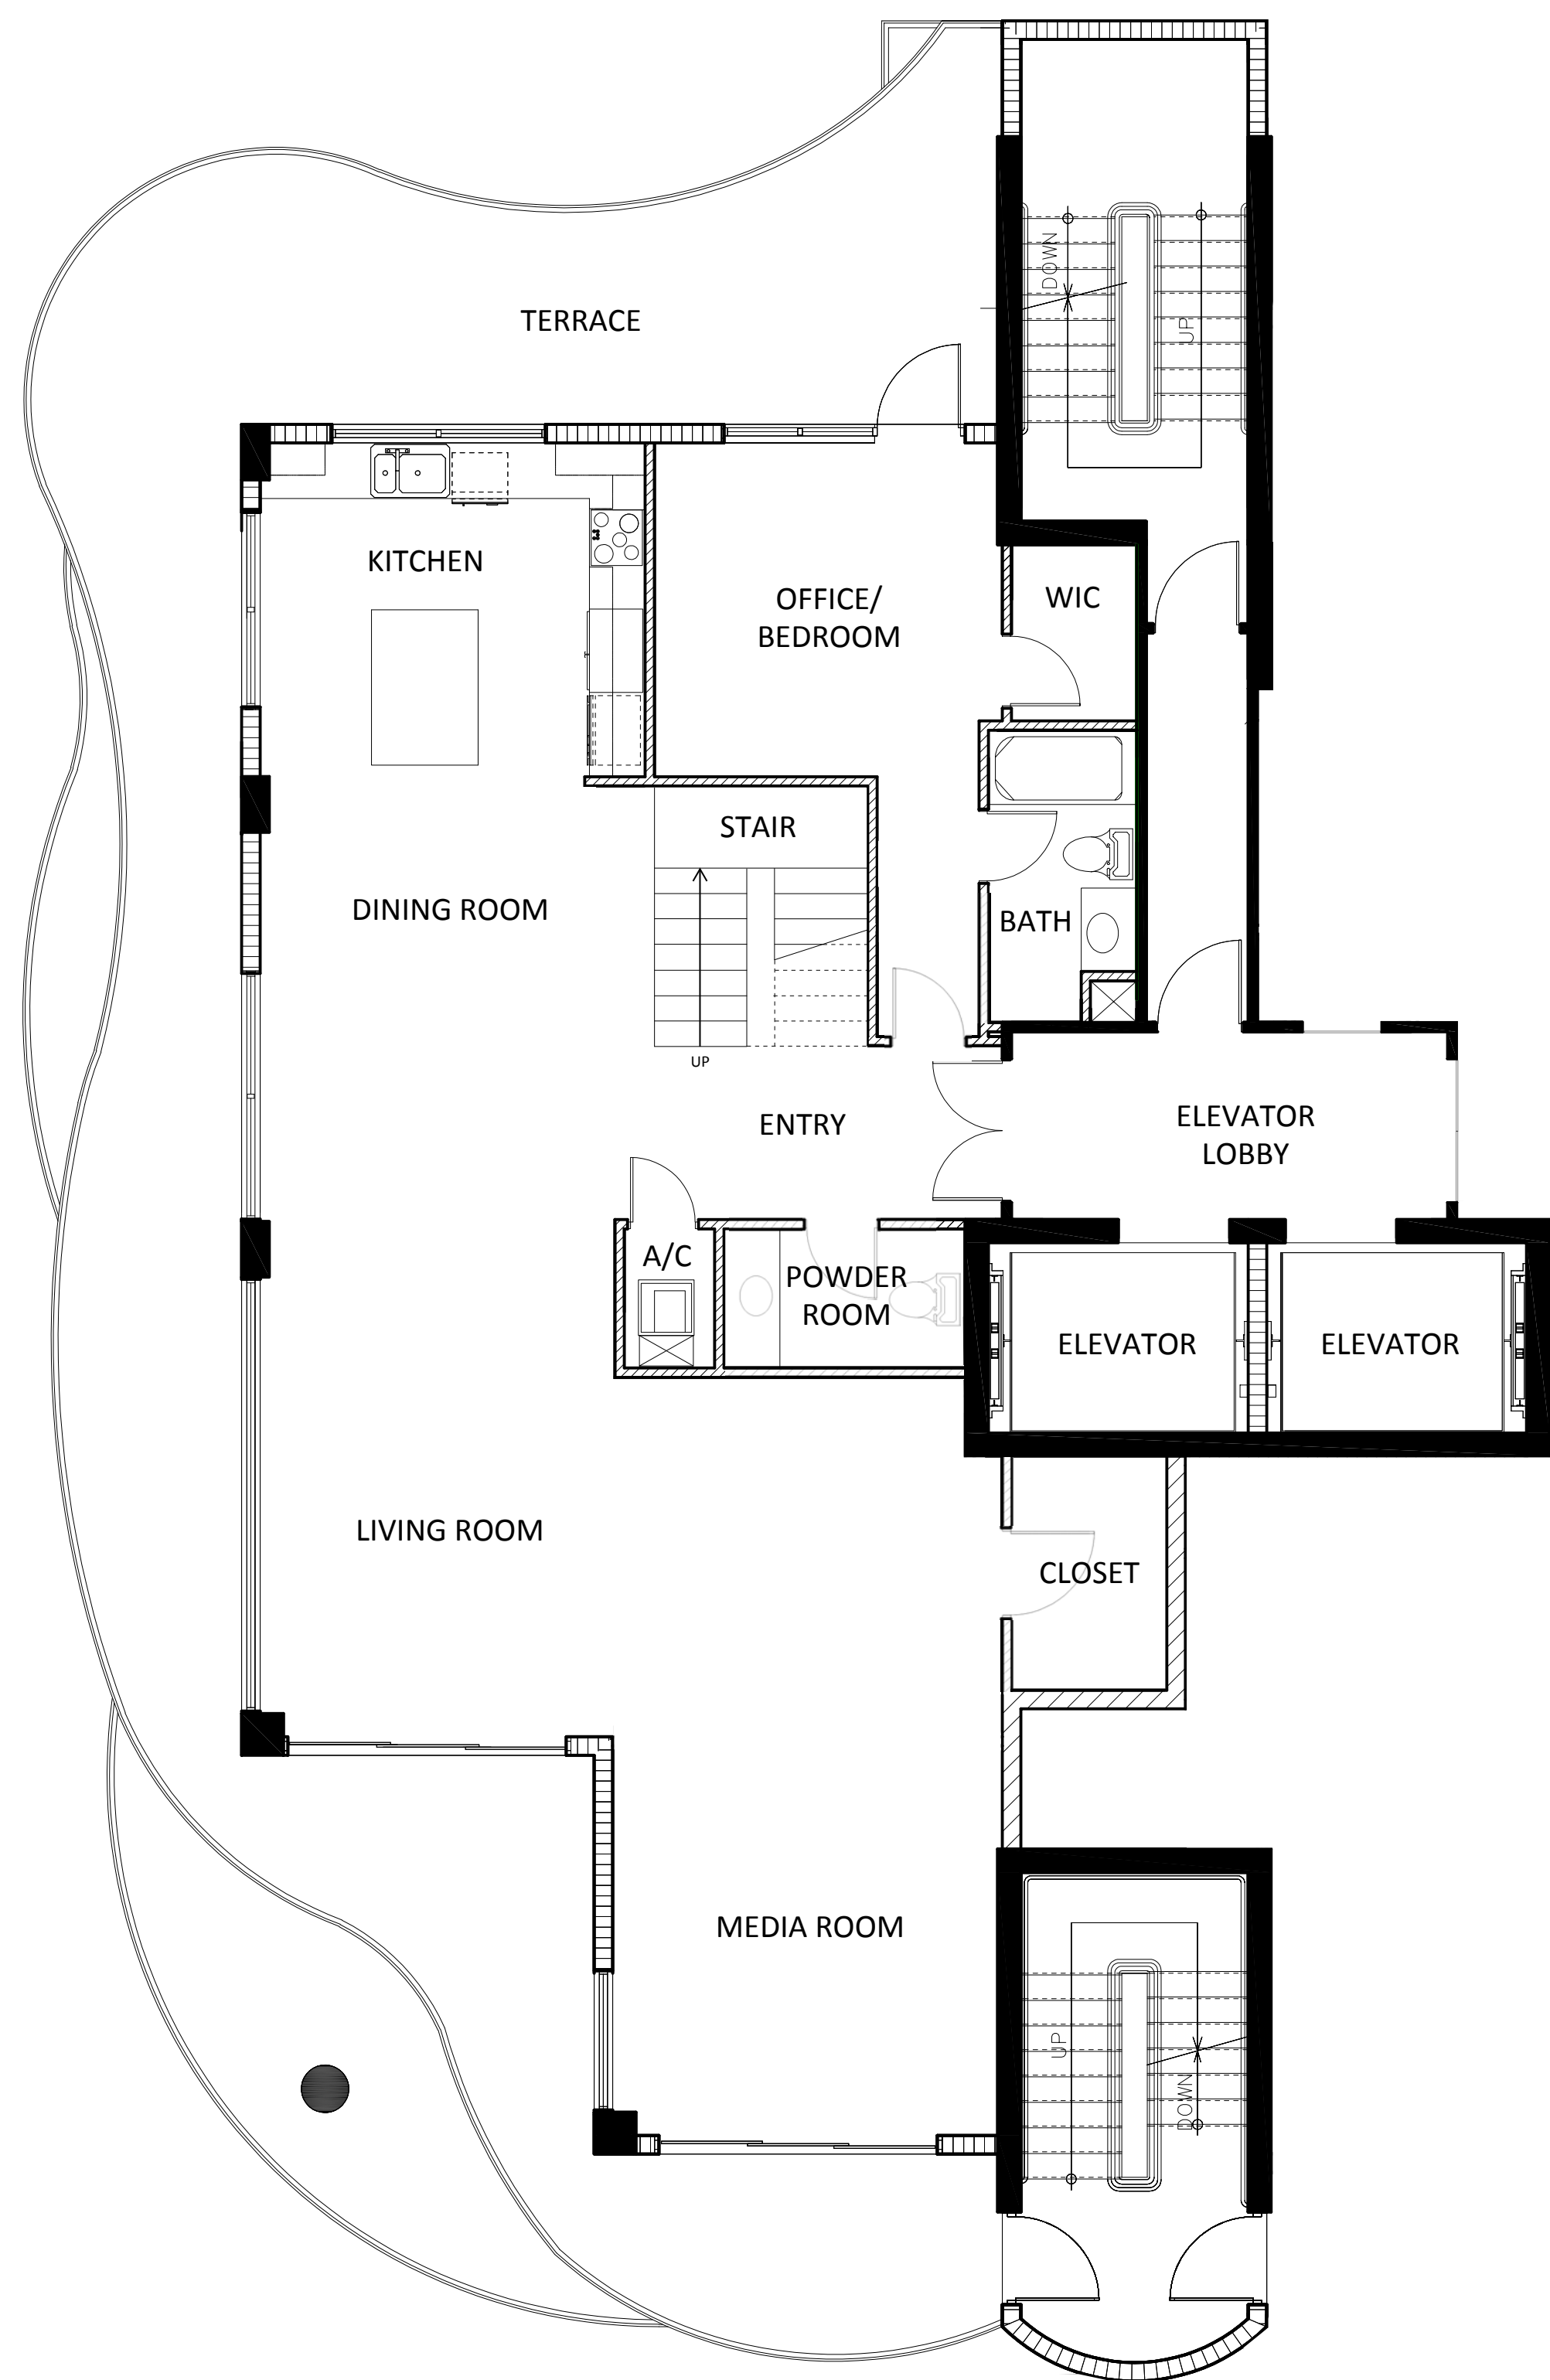 DOWN
UP
TERRACE
KITCHEN
OFFICE/
BEDROOM
WIC
STAIR
DINING ROOM
BATH
UP
ENTRY
ELEVATOR
LOBBY
A/C
POWDER
ROOM
ELEVATOR
ELEVATOR
LIVING ROOM
CLOSET
MEDIA ROOM
UP
DOWN